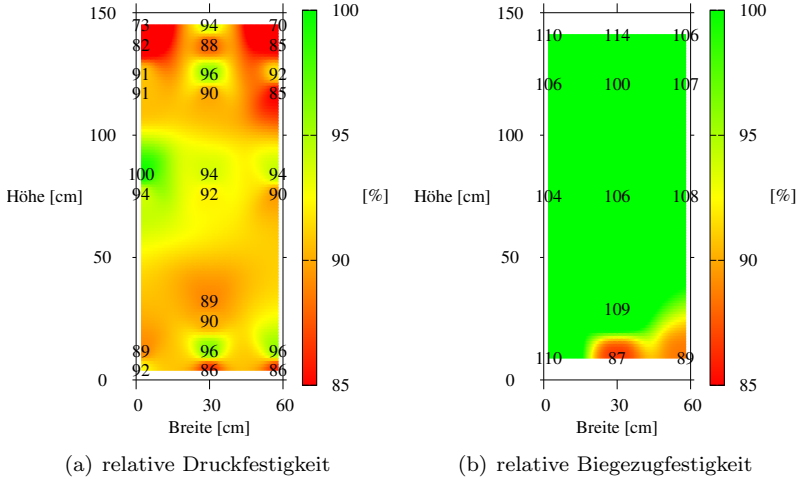 150 150
73 94 70 100 110 114 106 100
82 88 85
91 96 92 106 100 107
91 90 85
100 95 100 95
100 94 94
94 92 90 104 106 108
Höhe [cm] [%] Höhe [cm] [%]
50 90 50 90
89 109
90
89 96 96 110 87 89
92 86 86
0 85 0 85
0 30 60 0 30 60
Breite [cm] Breite [cm]
(a) relative Druckfestigkeit (b) relative Biegezugfestigkeit